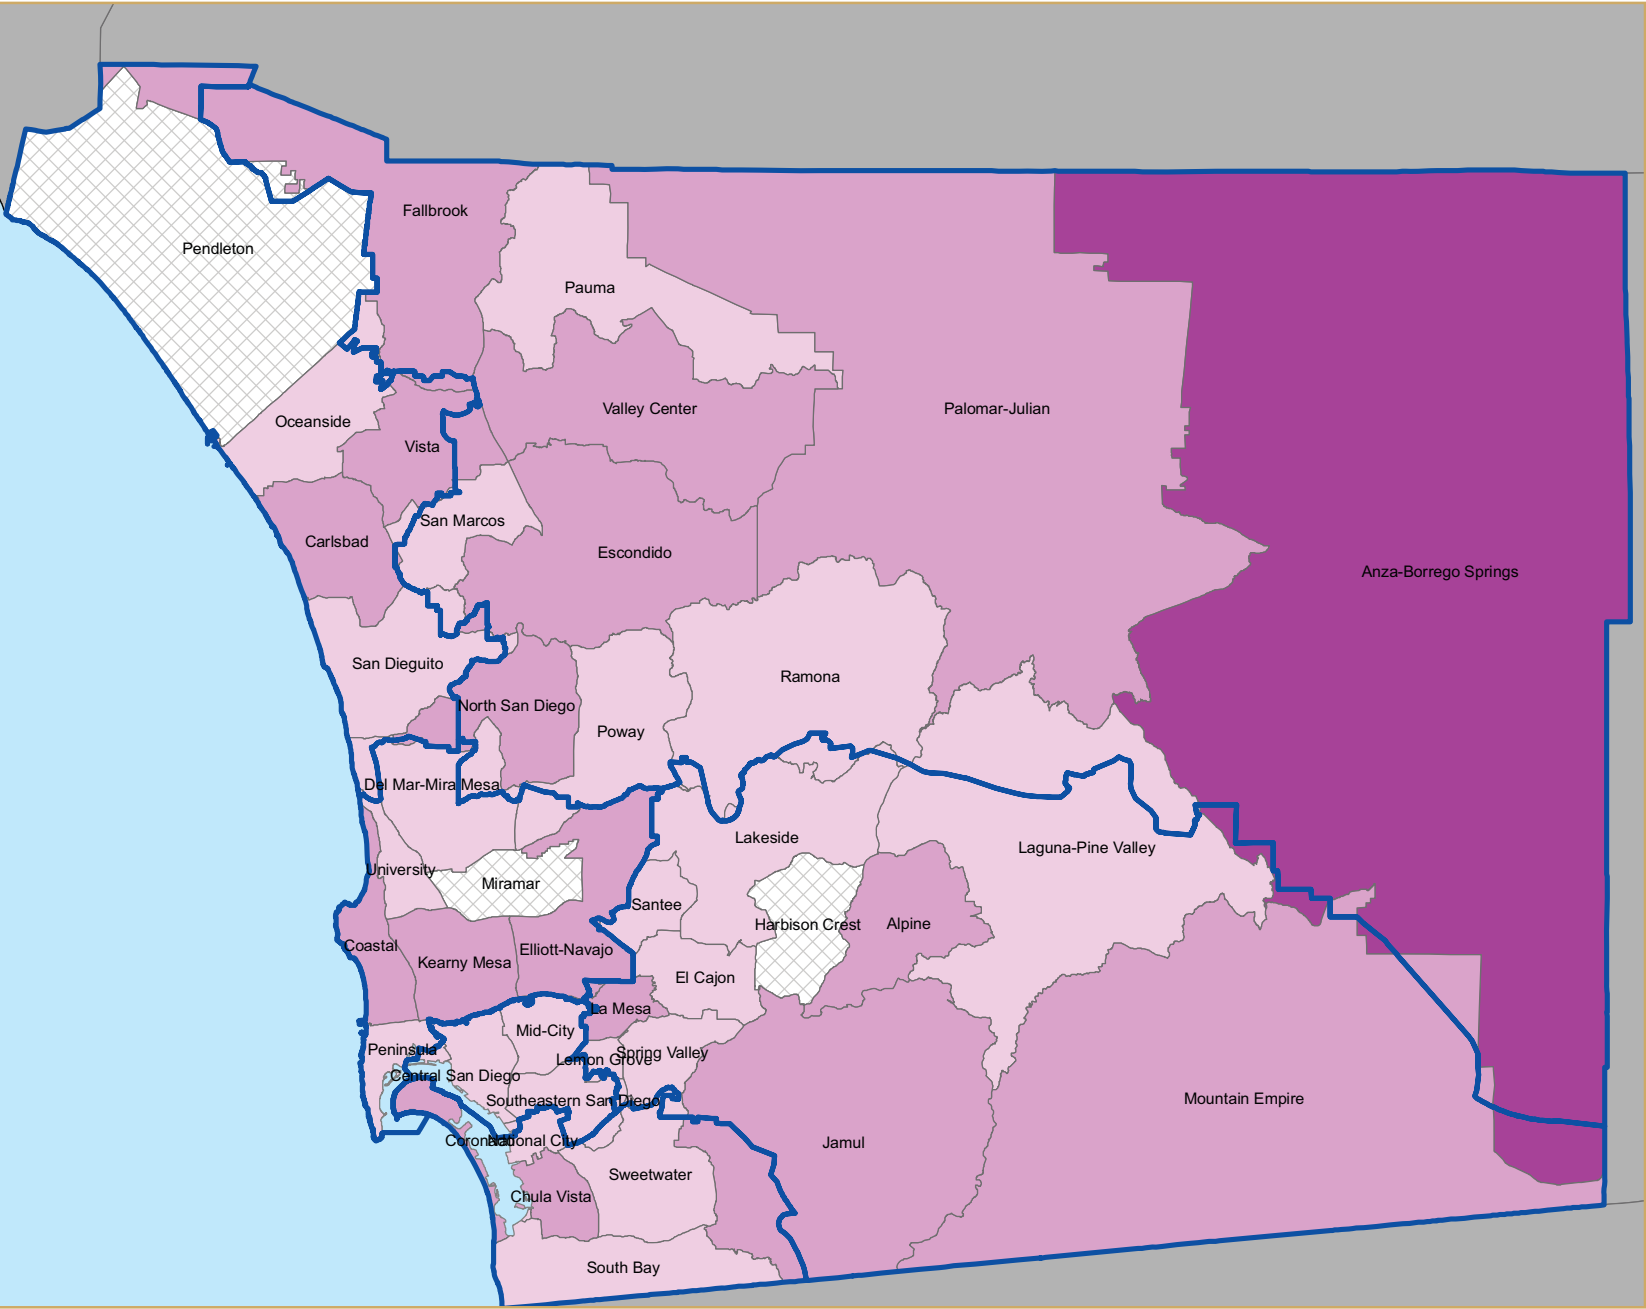 Fallbrook
Pendleton
Pauma
Valley Center
Palomar-Julian
Oceanside
Vista
San Marcos
Carlsbad
Escondido
Anza-Borrego Springs
San Dieguito
Ramona
North San Diego
Poway
Del Mar-Mira Mesa
Lakeside
Laguna-Pine Valley
University
Miramar
Santee
Harbison Crest
Alpine
Coastal
Elliott-Navajo
Kearny Mesa
El Cajon
La Mesa
Mid-City
Peninsula
Lemon Grove
Spring Valley
Central San Diego
Southeastern San Diego
Mountain Empire
Coronado
National City
Jamul
Sweetwater
Chula Vista
South Bay